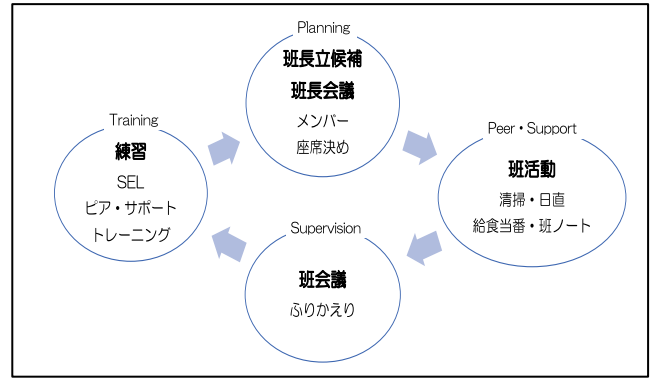 Planning
班長立候補
班長会議
メンバー
座席決め
Training
練習
SEL
ピア・サポート
トレーニング
Peer・Support
班活動
清掃・日直
給食当番・班ノート
Supervision
班会議
ふりかえり